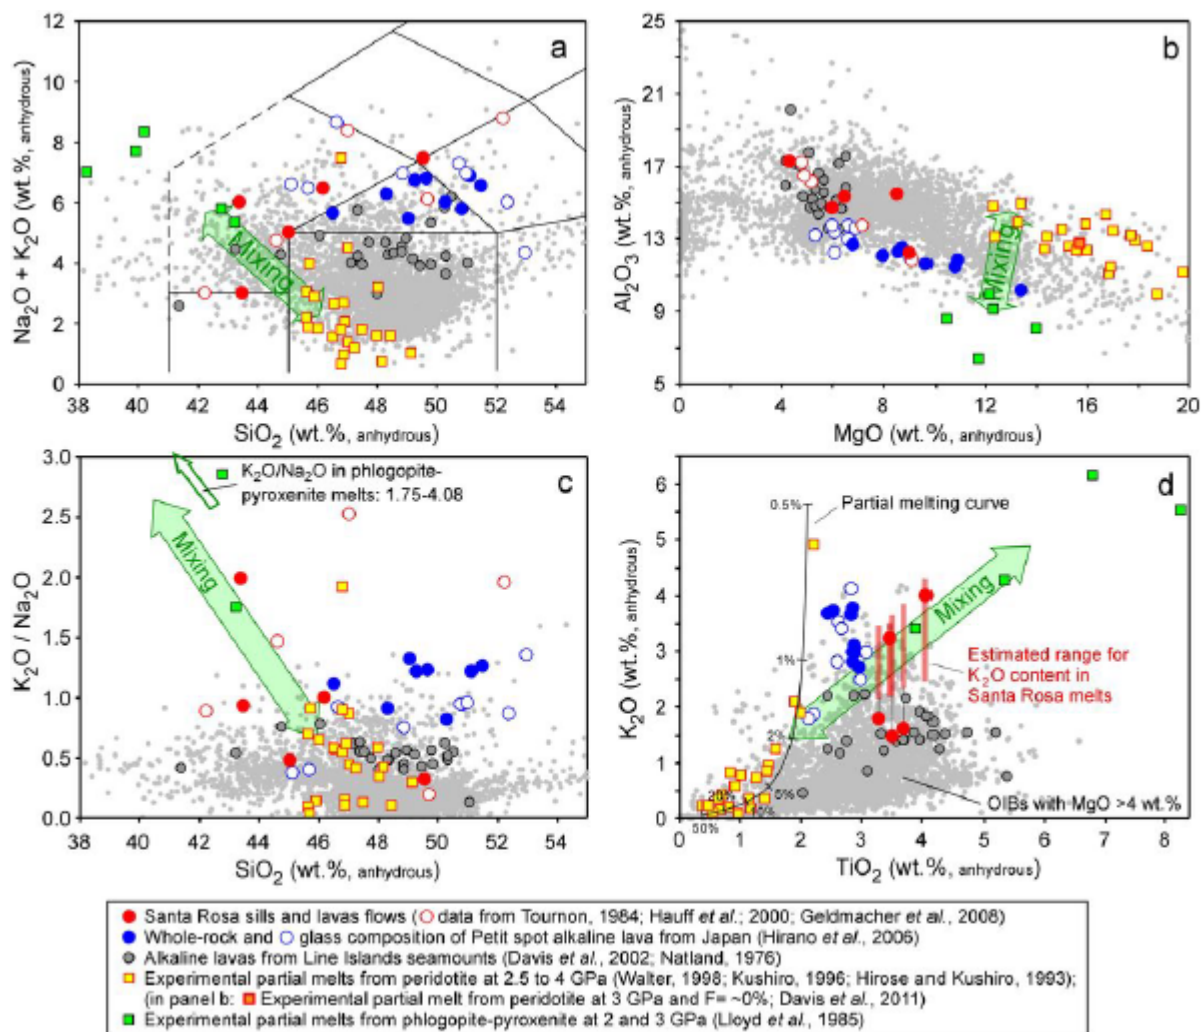 a
12
10
8
6
4
2
0
Na2O + K2O (wt.%, anhydrous)
Mixing
38 40 42 44 46 48 50 52 54
SiO2 (wt.%, anhydrous)
b
25
21
17
13
9
5
Al2O3 (wt.%, anhydrous)
Mixing
0 4 8 12 16 20
MgO (wt.%, anhydrous)
c
3.0
2.5
2.0
1.5
1.0
0.5
0.0
K2O / Na2O
K2O/Na2O in phlogopite-
pyroxenite melts: 1.75-4.08
Mixing
38 40 42 44 46 48 50 52 54
SiO2 (wt.%, anhydrous)
d
6
5
4
3
2
1
0
K2O (wt.%, anhydrous)
0.5%
Partial melting curve
Mixing
1%
Estimated range for
K2O content in
Santa Rosa melts
2%
5%
20%
50%
OIBs with MgO >4 wt.%
0 1 2 3 4 5 6 7 8
TiO2 (wt.%, anhydrous)
Santa Rosa sills and lavas flows ( data from Tournon, 1984; Hauff et al.; 2000; Geldmacher et al., 2008)
Whole-rock and glass composition of Petit spot alkaline lava from Japan (Hirano et al., 2006)
Alkaline lavas from Line Islands seamounts (Davis et al., 2002; Natland, 1976)
Experimental partial melts from peridotite at 2.5 to 4 GPa (Walter, 1998; Kushiro, 1996; Hirose and Kushiro, 1993);
(in panel b: Experimental partial melt from peridotite at 3 GPa and F= ~0%; Davis et al., 2011)
Experimental partial melts from phlogopite-pyroxenite at 2 and 3 GPa (Lloyd et al., 1985)